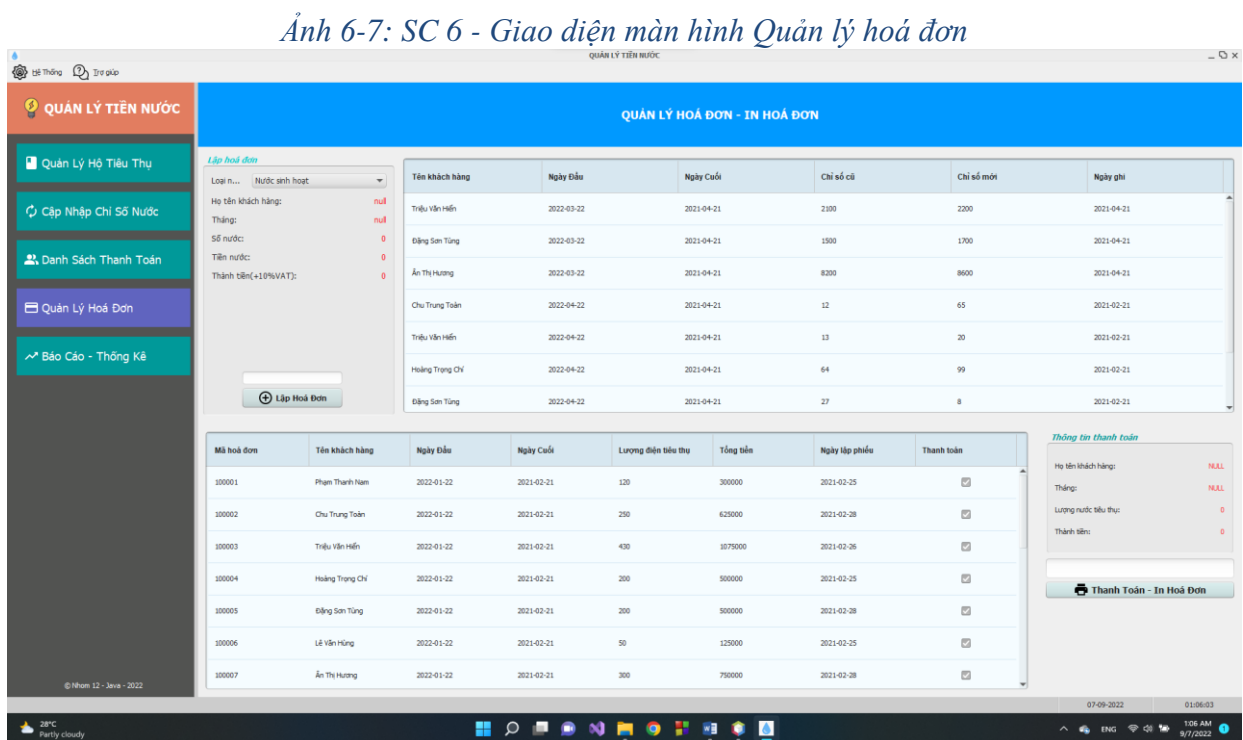 Ảnh 6-7: SC 6 - Giao diện màn hình Quản lý hoá đơn
QUẢN LÝ TIỀN NƯỚC
Hệ Thống Trợ giúp
QUẢN LÝ TIỀN NƯỚC
QUẢN LÝ HOÁ ĐƠN - IN HOÁ ĐƠN
Quản Lý Hộ Tiêu Thụ
Cập Nhập Chỉ Số Nước
Danh Sách Thanh Toán
Quản Lý Hoá Đơn
Báo Cáo - Thống Kê
© Nhom 12 - Java - 2022
Lập hoá đơn
Loại n... Nước sinh hoạt
Họ tên khách hàng: null
Tháng: null
Số nước: 0
Tiền nước: 0
Thành tiền(+10%VAT): 0
Lập Hoá Đơn
Tên khách hàng Ngày Đầu Ngày Cuối Chỉ số cũ Chỉ số mới Ngày ghi
Triệu Văn Hiến 2022-03-22 2021-04-21 2100 2200 2021-04-21
Đặng Sơn Tùng 2022-03-22 2021-04-21 1500 1700 2021-04-21
Ân Thị Hương 2022-03-22 2021-04-21 8200 8600 2021-04-21
Chu Trung Toàn 2022-04-22 2021-04-21 12 65 2021-02-21
Triệu Văn Hiến 2022-04-22 2021-04-21 13 20 2021-02-21
Hoàng Trọng Chí 2022-04-22 2021-04-21 64 99 2021-02-21
Đặng Sơn Tùng 2022-04-22 2021-04-21 27 8 2021-02-21
Mã hoá đơn Tên khách hàng Ngày Đầu Ngày Cuối Lượng điện tiêu thụ Tổng tiền Ngày lập phiếu Thanh toán
100001 Phạm Thanh Nam 2022-01-22 2021-02-21 120 300000 2021-02-25
100002 Chu Trung Toàn 2022-01-22 2021-02-21 250 625000 2021-02-28
100003 Triệu Văn Hiến 2022-01-22 2021-02-21 430 1075000 2021-02-26
100004 Hoàng Trọng Chí 2022-01-22 2021-02-21 200 500000 2021-02-25
100005 Đặng Sơn Tùng 2022-01-22 2021-02-21 200 500000 2021-02-28
100006 Lê Văn Hùng 2022-01-22 2021-02-21 50 125000 2021-02-25
100007 Ân Thị Hương 2022-01-22 2021-02-21 300 750000 2021-02-28
Thông tin thanh toán
Họ tên khách hàng: NULL
Tháng: NULL
Lượng nước tiêu thụ: 0
Thành tiền: 0
Thanh Toán - In Hoá Đơn
07-09-2022 01:06:03
28°C
Partly cloudy
ENG
1:06 AM
9/7/2022
1